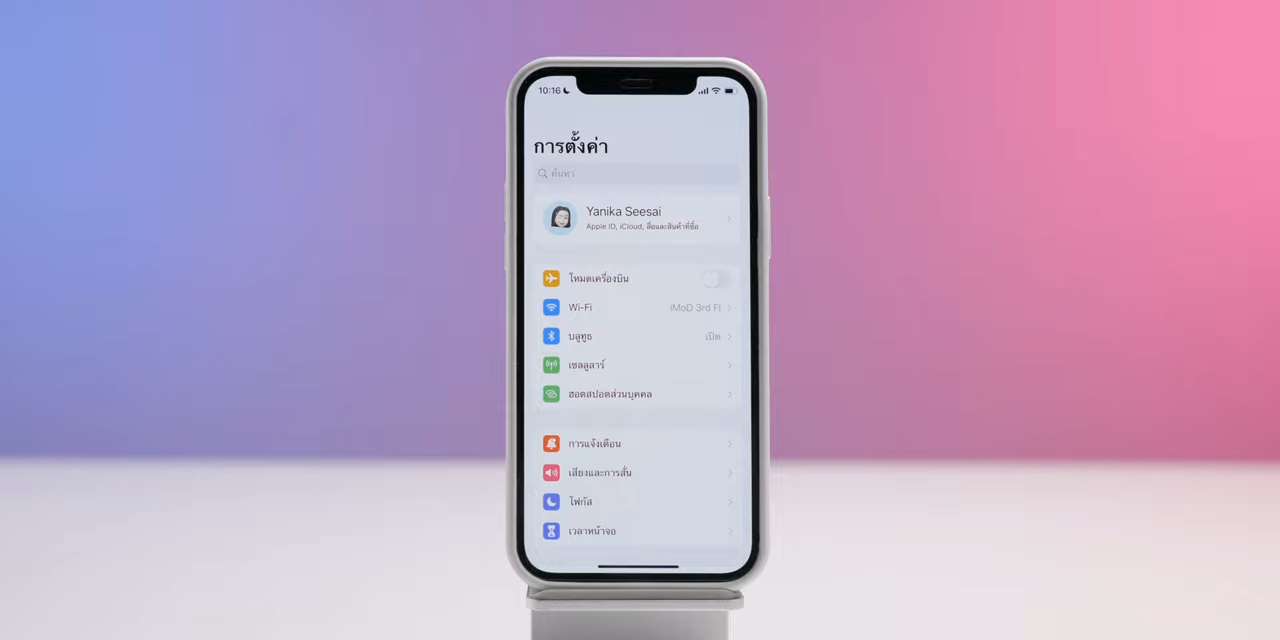 10:16
การตั้งค่า
ค้นหา
Yanika Seesai
Apple ID, iCloud, สื่อและสินค้าที่ซื้อ
โหมดเครื่องบิน
Wi-Fi iMoD 3rd Fl
บลูทูธ เปิด
เซลลูลาร์
ฮอตสปอตส่วนบุคคล
การแจ้งเตือน
เสียงและการสั่น
โฟกัส
เวลาหน้าจอ